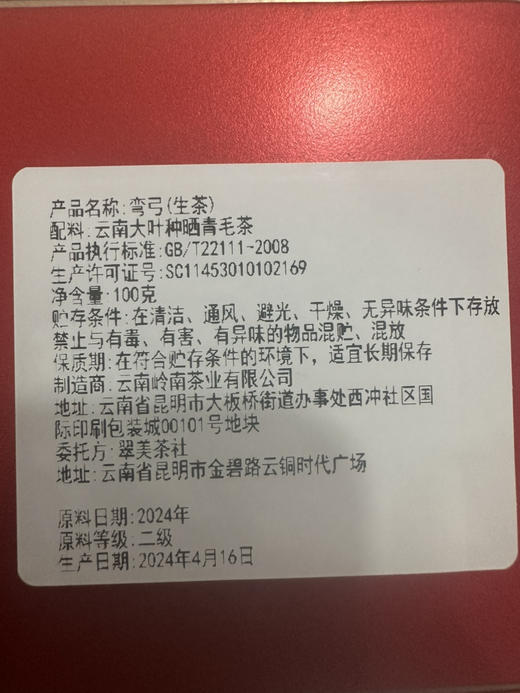 产品名称:弯弓(生茶)
配料:云南大叶种晒青毛茶
产品执行标准:GB/T22111-2008
生产许可证号:SC11453010102169
净含量:100克
贮存条件:在清洁、通风、避光、干燥、无异味条件下存放
禁止与有毒、有害、有异味的物品混贮、混放
保质期:在符合贮存条件的环境下，适宜长期保存
制造商:云南岭南茶业有限公司
地址:云南省昆明市大板桥街道办事处西冲社区国
际印刷包装城00101号地块
委托方:翠美茶社
地址:云南省昆明市金碧路云铜时代广场
原料日期:2024年
原料等级:二级
生产日期:2024年4月16日